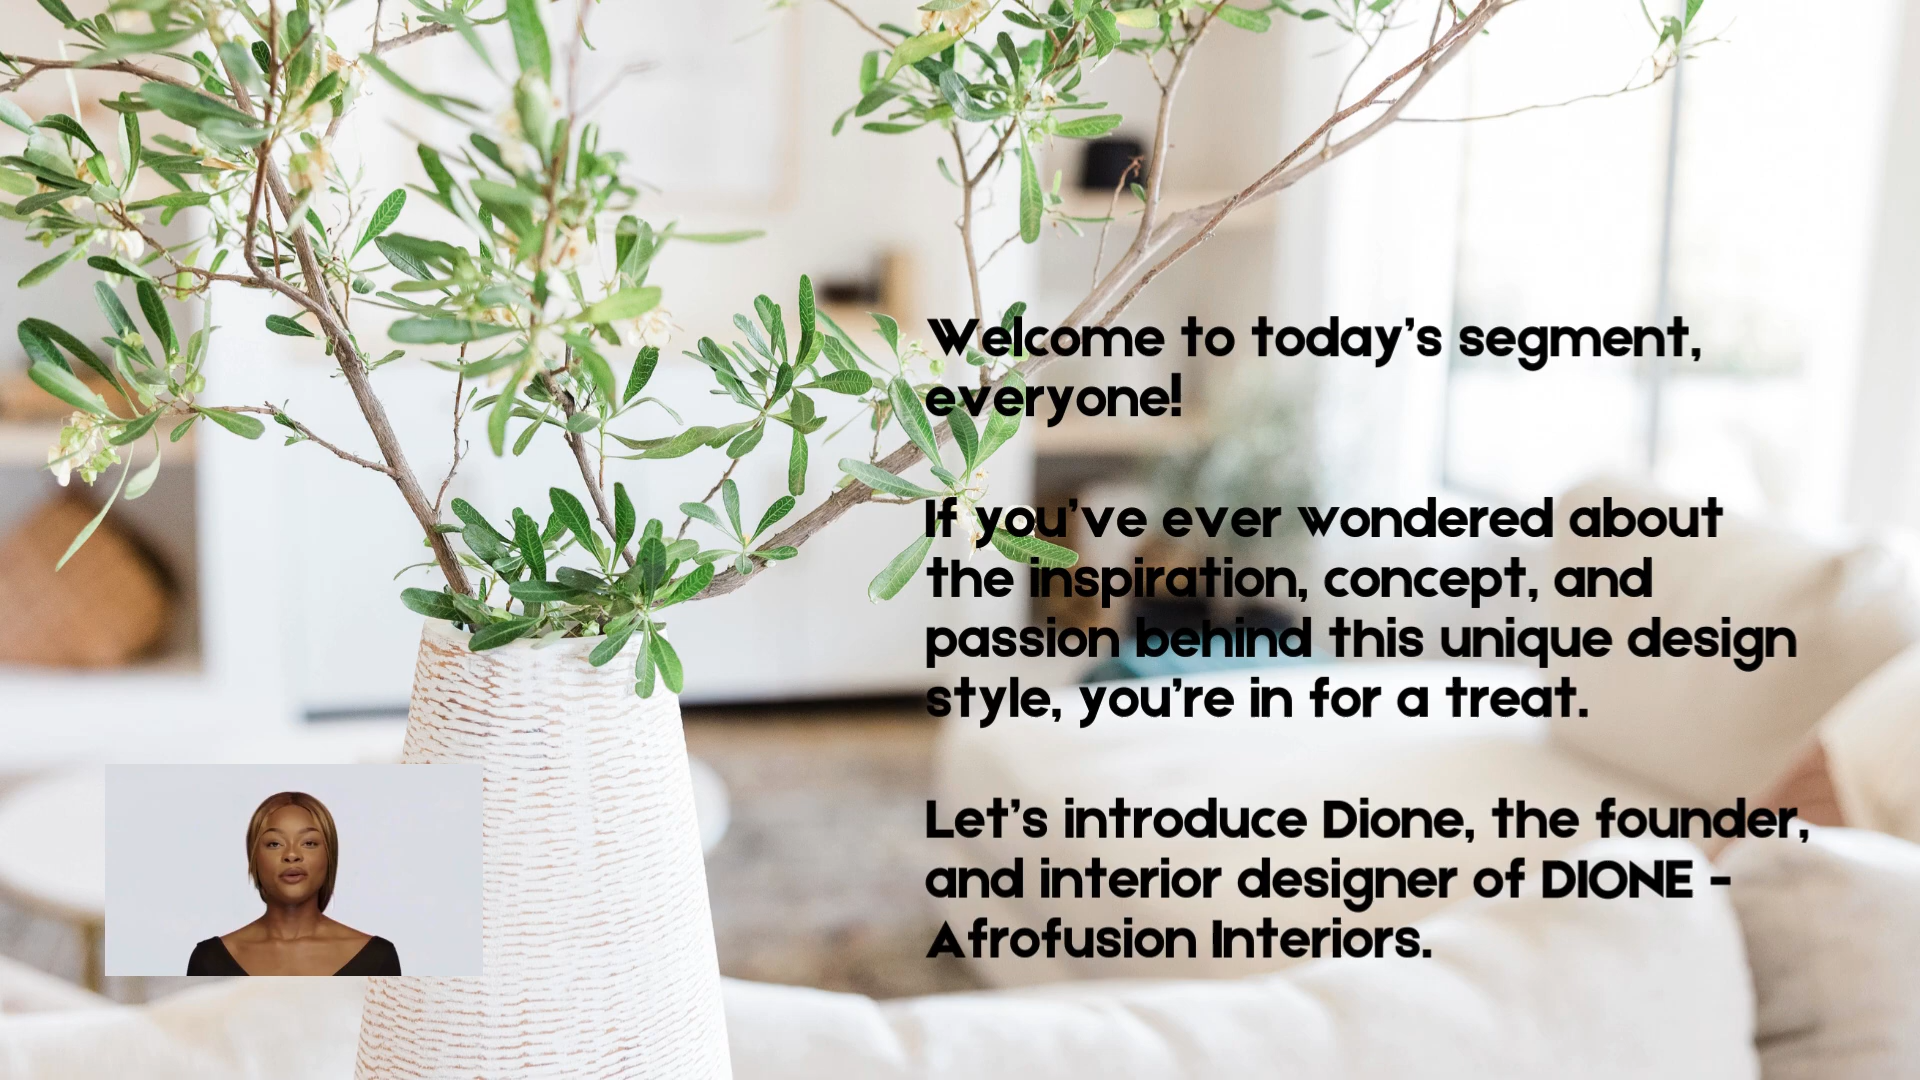 Welcome to today's segment,
everyone!
If you've ever wondered about
the inspiration, concept, and
passion behind this unique design
style, you're in for a treat.
Let's introduce Dione, the founder,
and interior designer of DIONE -
Afrofusion Interiors.